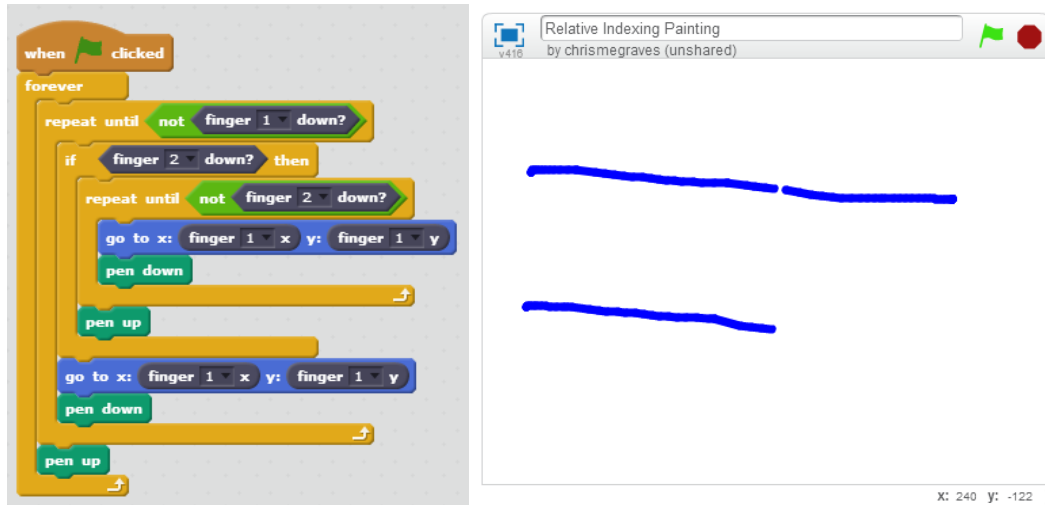 when clicked
forever
repeat until not finger 1 down?
if finger 2 down? then
repeat until not finger 2 down?
go to x: finger 1 x y: finger 1 y
pen down
pen up
go to x: finger 1 x y: finger 1 y
pen down
pen up
Relative Indexing Painting
v416 by chrismegraves (unshared)
x: 240 y: -122